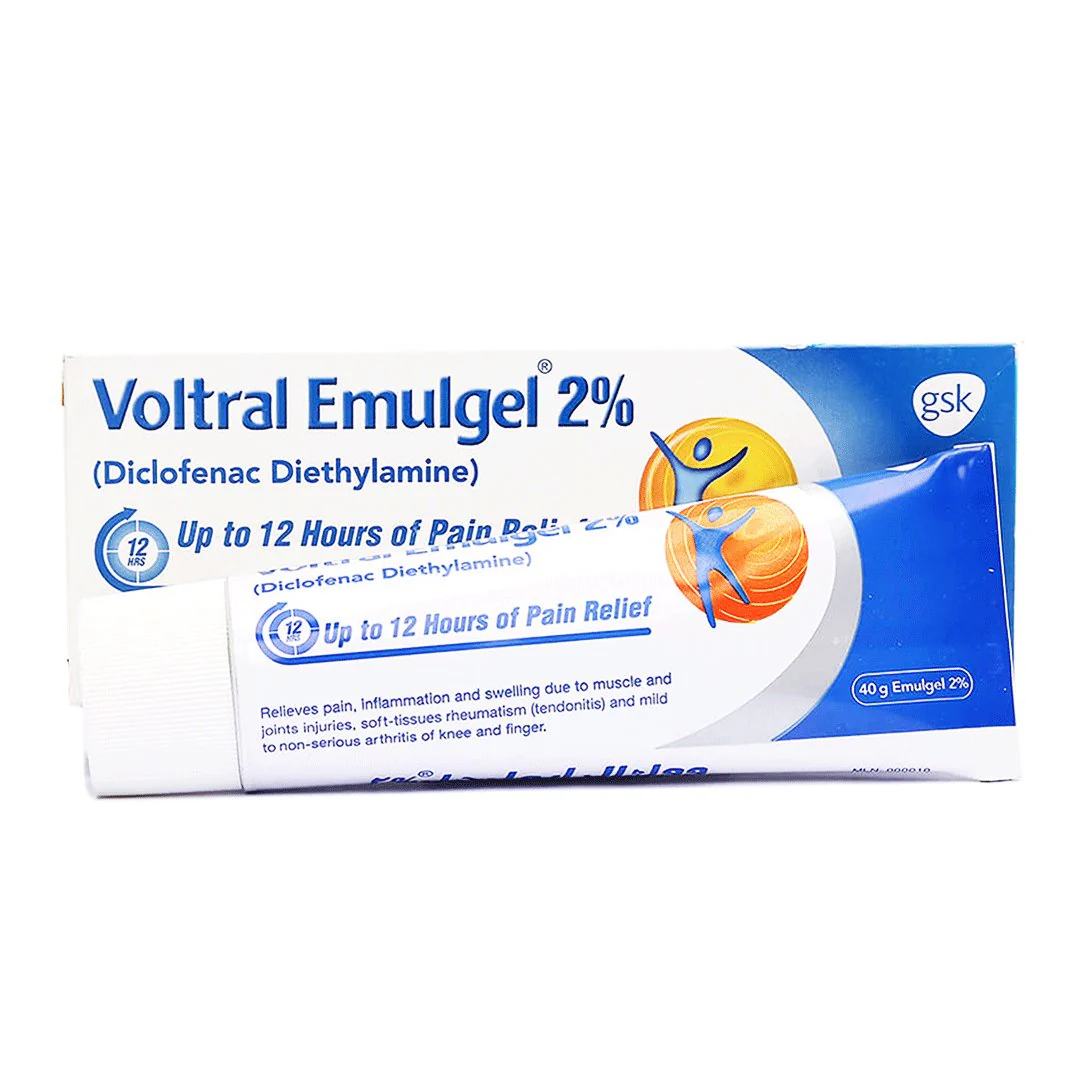 Voltral Emulgel® 2%
gsk
(Diclofenac Diethylamine)
12 HRS
Up to 12 Hours of Pain
Emulgel 2%
(Diclofenac Diethylamine)
12 HRS
Up to 12 Hours of Pain Relief
40 g Emulgel 2%
Relieves pain, inflammation and swelling due to muscle and
joints injuries, soft-tissues rheumatism (tendonitis) and mild
to non-serious arthritis of knee and finger.